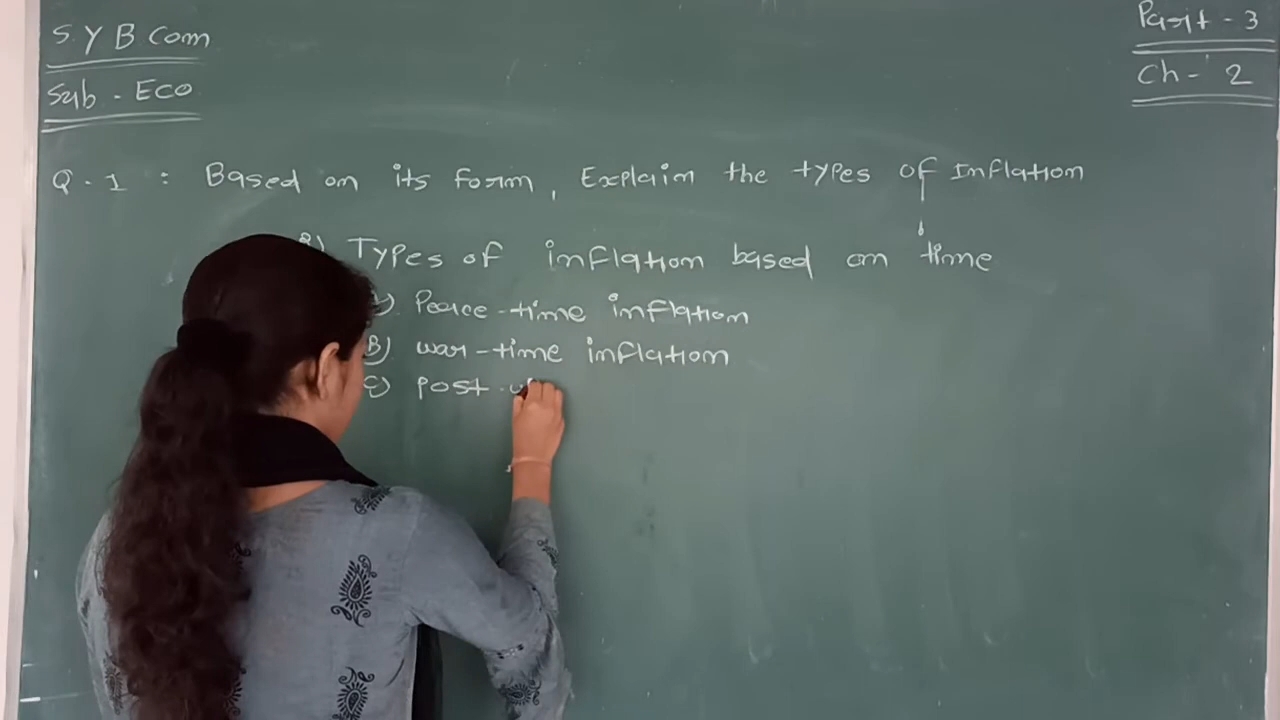 S.Y B Com
Sub - Eco
Part - 3
Ch - 2
Q - 1 : Based on its form, Explain the types of Inflation
Types of inflation based on time
Peace - time inflation
B) war - time inflation
C) Post -